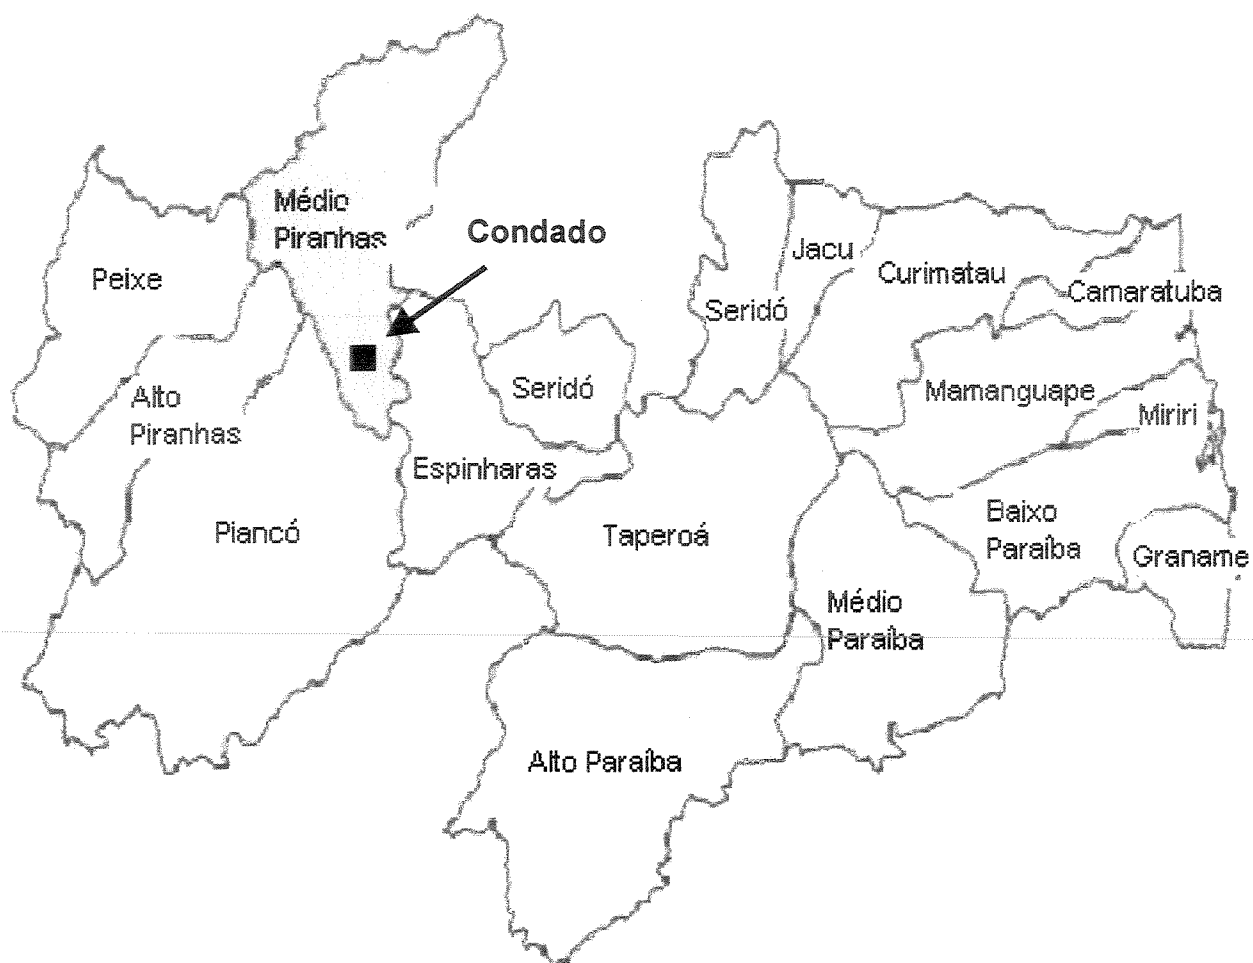 Médio
Piranhas
Condado
Peixe
Jacu
Curimatau
Camaratuba
Seridó
Alto
Piranhas
Seridó
Mamanguape
Miriri
Espinharas
Piancó
Taperoá
Baixo
Paraíba
Graname
Médio
Paraíba
Alto Paraíba